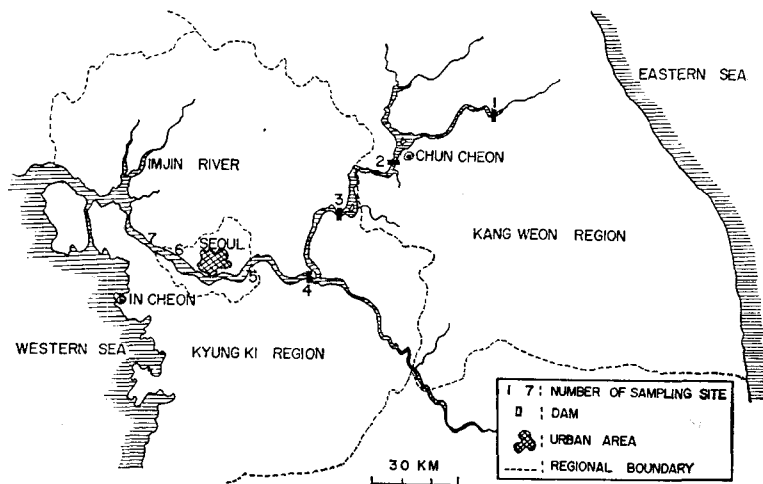 EASTERN SEA
1
2
CHUN CHEON
IMJIN RIVER
3
KANG WEON REGION
7
6
SEOUL
5
4
IN CHEON
WESTERN SEA
KYUNG KI REGION
1 7 : NUMBER OF SAMPLING SITE
: DAM
: URBAN AREA
: REGIONAL BOUNDARY
30 KM